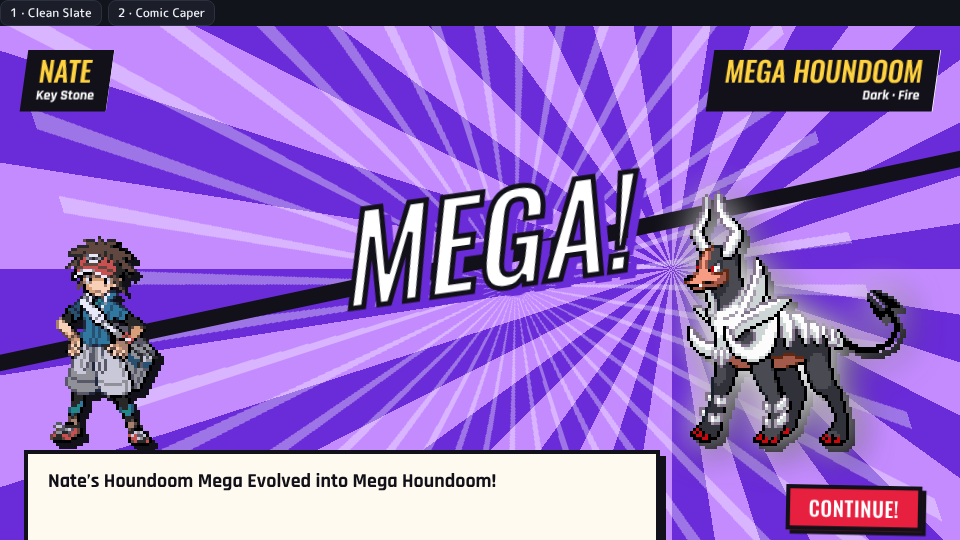 1 · Clean Slate
2 · Comic Caper
NATE
Key Stone
MEGA HOUNDOOM
Dark · Fire
MEGA!
Nate's Houndoom Mega Evolved into Mega Houndoom!
CONTINUE!